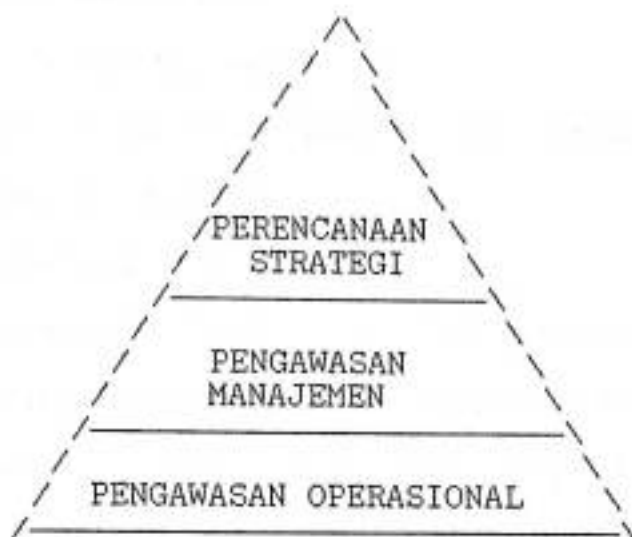 PERENCANAAN
STRATEGI
PENGAWASAN
MANAJEMEN
PENGAWASAN OPERASIONAL